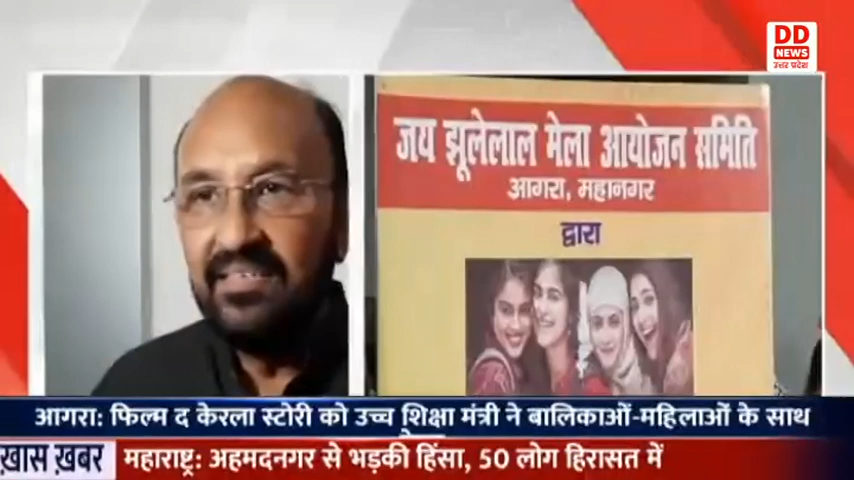 DD
NEWS
उत्तर प्रदेश
जय झूलेलाल मेला आयोजन समिति
आगरा, महानगर
द्वारा
आगरा: फिल्म द केरला स्टोरी को उच्च शिक्षा मंत्री ने बालिकाओं-महिलाओं के साथ
ख़ास ख़बर महाराष्ट्र: अहमदनगर से भड़की हिंसा, 50 लोग हिरासत में